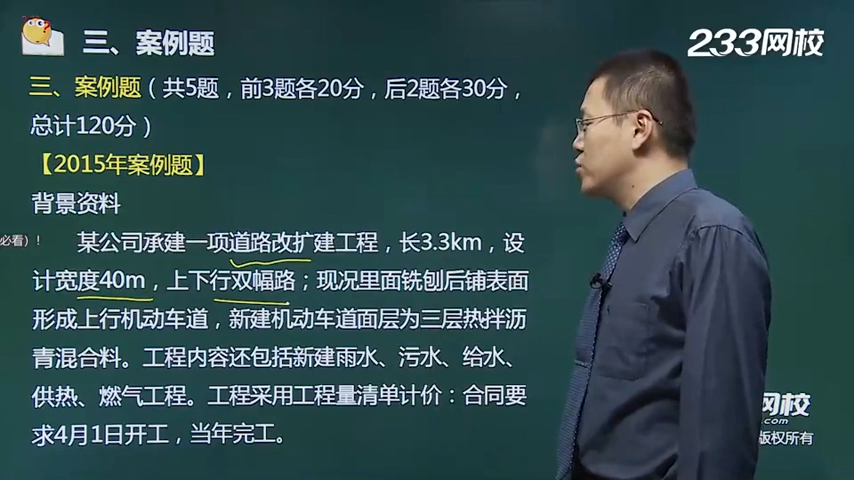 三、案例题
233网校
三、案例题（共5题，前3题各20分，后2题各30分，
总计120分）
【2015年案例题】
背景资料
必看）！
某公司承建一项道路改扩建工程，长3.3km，设
计宽度40m，上下行双幅路；现况里面铣刨后铺表面
形成上行机动车道，新建机动车道面层为三层热拌沥
青混合料。工程内容还包括新建雨水、污水、给水、
供热、燃气工程。工程采用工程量清单计价：合同要
求4月1日开工，当年完工。
网校
.com
版权所有